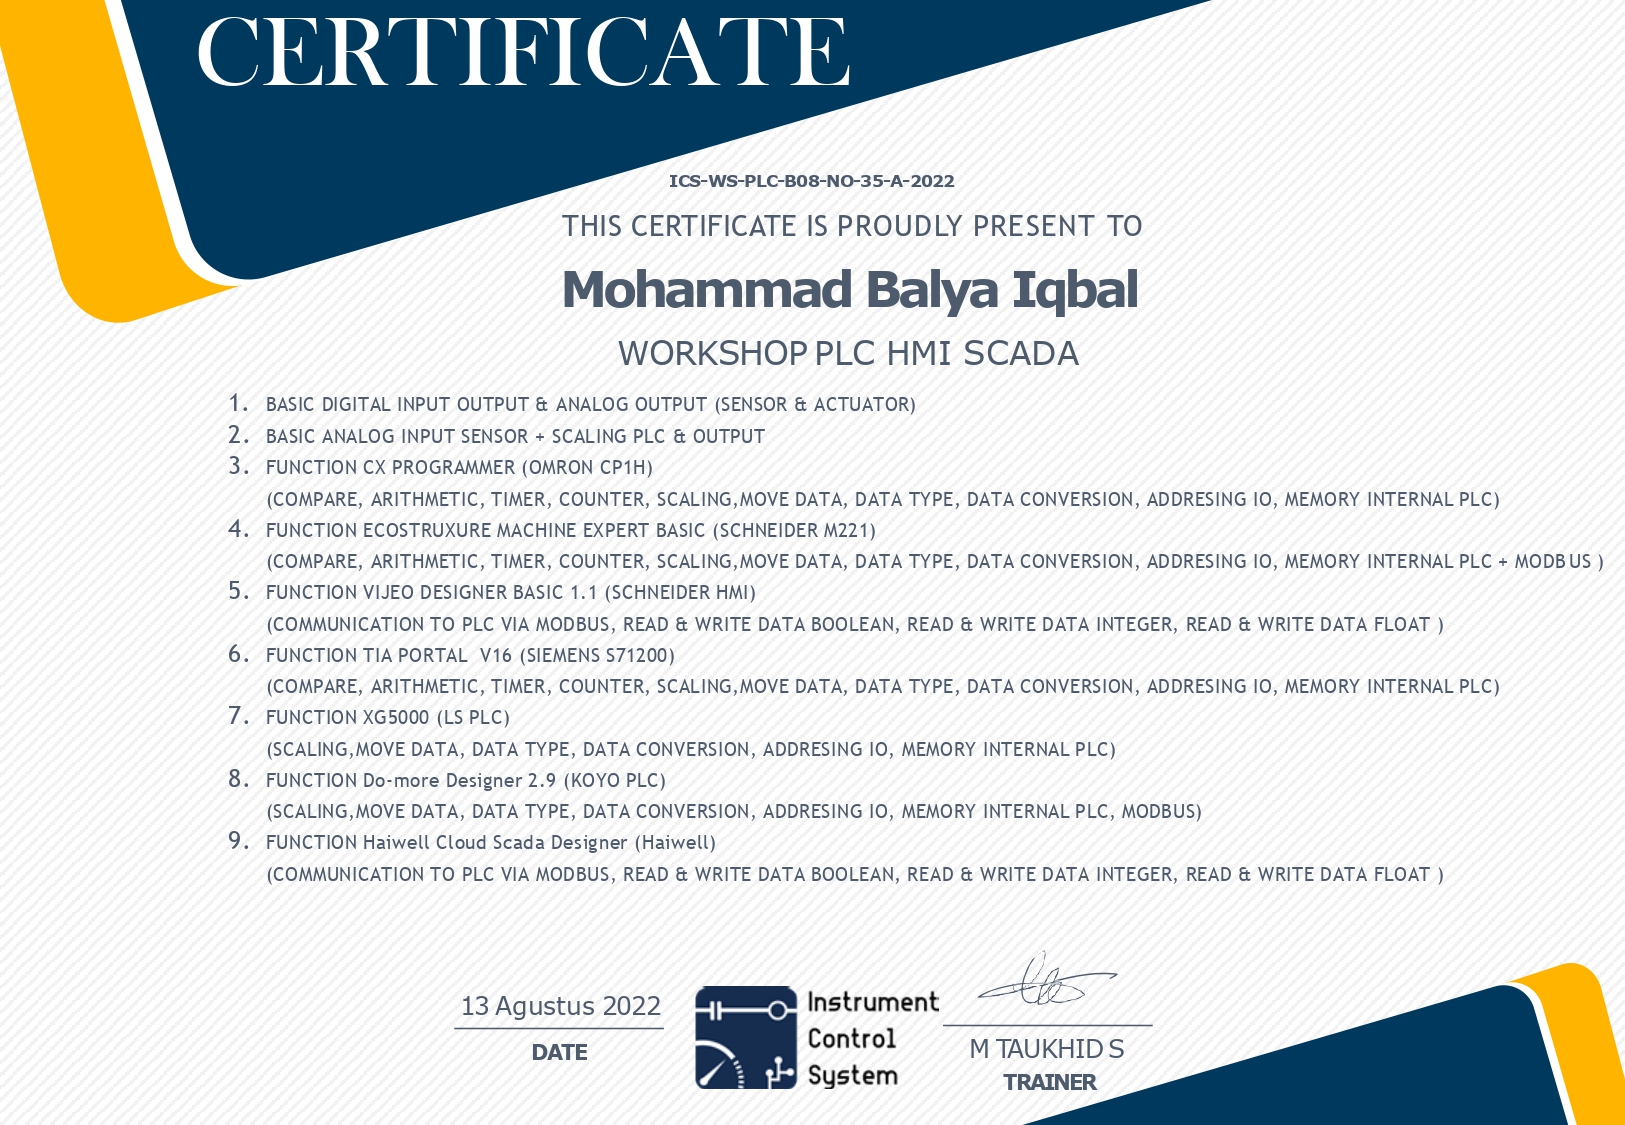 CERTIFICATE
ICS-WS-PLC-B08-NO-35-A-2022
THIS CERTIFICATE IS PROUDLY PRESENT TO
Mohammad Balya Iqbal
WORKSHOP PLC HMI SCADA
1. BASIC DIGITAL INPUT OUTPUT & ANALOG OUTPUT (SENSOR & ACTUATOR)
2. BASIC ANALOG INPUT SENSOR + SCALING PLC & OUTPUT
3. FUNCTION CX PROGRAMMER (OMRON CP1H)
(COMPARE, ARITHMETIC, TIMER, COUNTER, SCALING,MOVE DATA, DATA TYPE, DATA CONVERSION, ADDRESING IO, MEMORY INTERNAL PLC)
4. FUNCTION ECOSTRUXURE MACHINE EXPERT BASIC (SCHNEIDER M221)
(COMPARE, ARITHMETIC, TIMER, COUNTER, SCALING,MOVE DATA, DATA TYPE, DATA CONVERSION, ADDRESING IO, MEMORY INTERNAL PLC + MODBUS )
5. FUNCTION VIJEO DESIGNER BASIC 1.1 (SCHNEIDER HMI)
(COMMUNICATION TO PLC VIA MODBUS, READ & WRITE DATA BOOLEAN, READ & WRITE DATA INTEGER, READ & WRITE DATA FLOAT )
6. FUNCTION TIA PORTAL V16 (SIEMENS S71200)
(COMPARE, ARITHMETIC, TIMER, COUNTER, SCALING,MOVE DATA, DATA TYPE, DATA CONVERSION, ADDRESING IO, MEMORY INTERNAL PLC)
7. FUNCTION XG5000 (LS PLC)
(SCALING,MOVE DATA, DATA TYPE, DATA CONVERSION, ADDRESING IO, MEMORY INTERNAL PLC)
8. FUNCTION Do-more Designer 2.9 (KOYO PLC)
(SCALING,MOVE DATA, DATA TYPE, DATA CONVERSION, ADDRESING IO, MEMORY INTERNAL PLC, MODBUS)
9. FUNCTION Haiwell Cloud Scada Designer (Haiwell)
(COMMUNICATION TO PLC VIA MODBUS, READ & WRITE DATA BOOLEAN, READ & WRITE DATA INTEGER, READ & WRITE DATA FLOAT )
13 Agustus 2022
DATE
Instrument
Control
System
M TAUKHID S
TRAINER